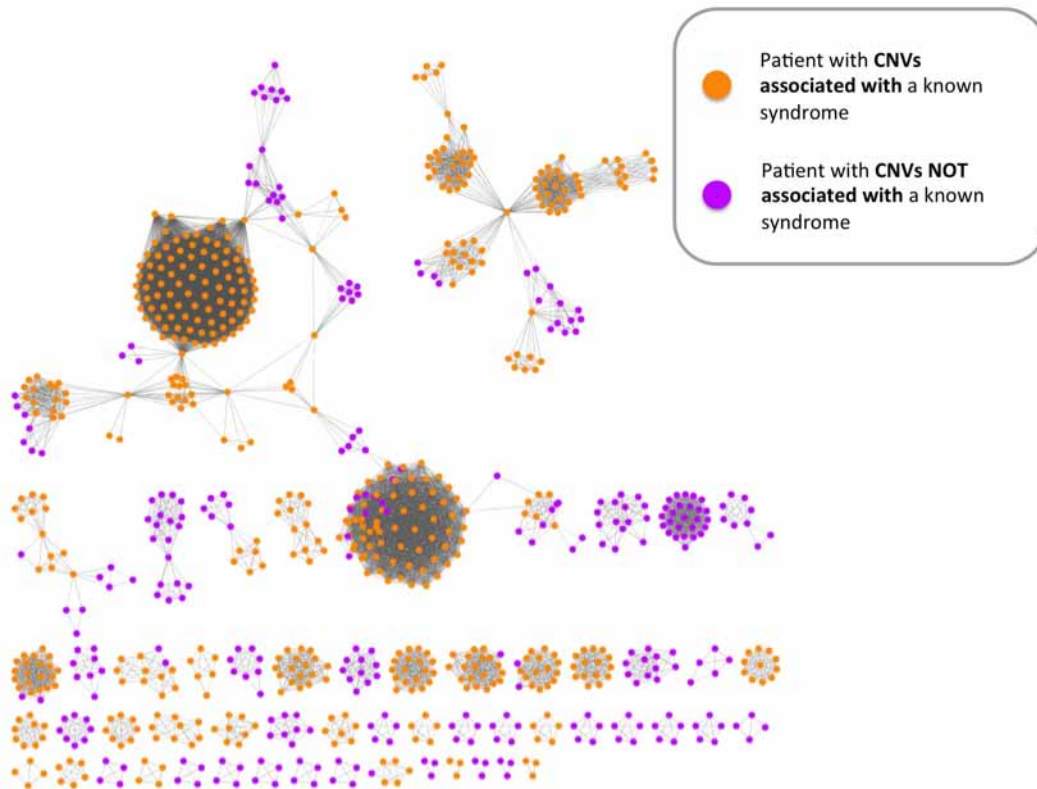 Patient with CNVs
associated with a known
syndrome
Patient with CNVs NOT
associated with a known
syndrome